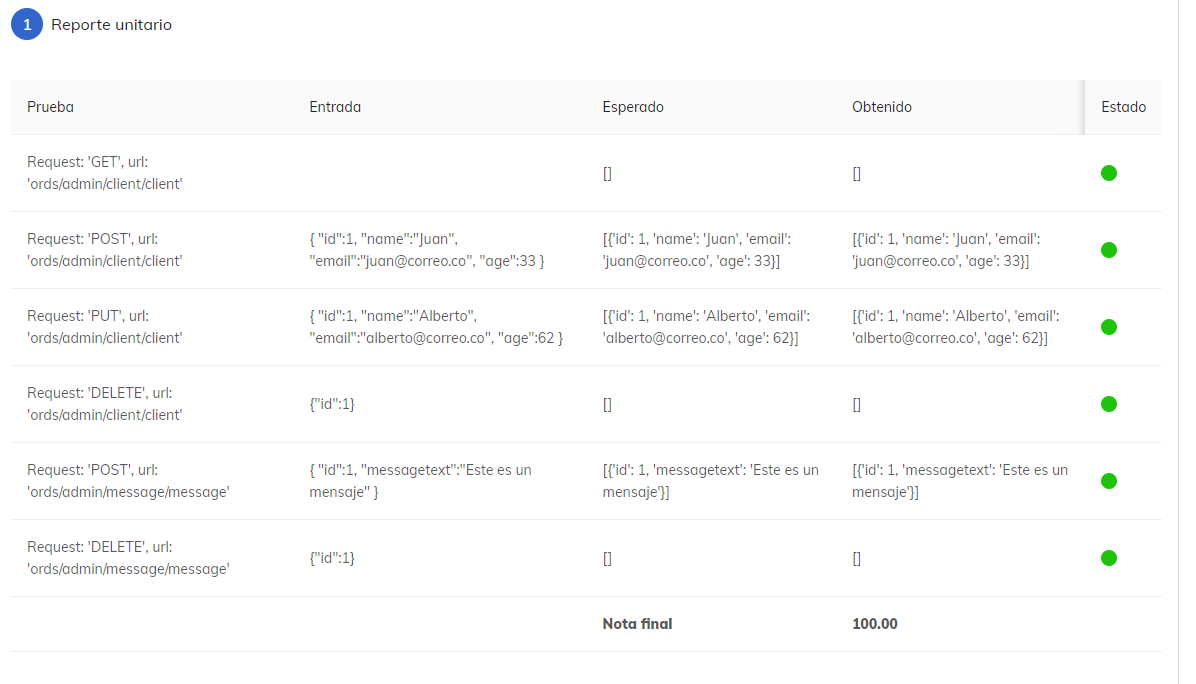 1 Reporte unitario
Prueba Entrada Esperado Obtenido Estado
Request: 'GET', url:
'ords/admin/client/client'
[] []
Request: 'POST', url:
'ords/admin/client/client'
{ "id":1, "name":"Juan",
"email":"juan@correo.co", "age":33 }
[{'id': 1, 'name': 'Juan', 'email':
'juan@correo.co', 'age': 33}]
[{'id': 1, 'name': 'Juan', 'email':
'juan@correo.co', 'age': 33}]
Request: 'PUT', url:
'ords/admin/client/client'
{ "id":1, "name":"Alberto",
"email":"alberto@correo.co", "age":62 }
[{'id': 1, 'name': 'Alberto', 'email':
'alberto@correo.co', 'age': 62}]
[{'id': 1, 'name': 'Alberto', 'email':
'alberto@correo.co', 'age': 62}]
Request: 'DELETE', url:
'ords/admin/client/client'
{"id":1}
[] []
Request: 'POST', url:
'ords/admin/message/message'
{ "id":1, "messagetext":"Este es un
mensaje" }
[{'id': 1, 'messagetext': 'Este es un
mensaje'}]
[{'id': 1, 'messagetext': 'Este es un
mensaje'}]
Request: 'DELETE', url:
'ords/admin/message/message'
{"id":1}
[] []
Nota final 100.00